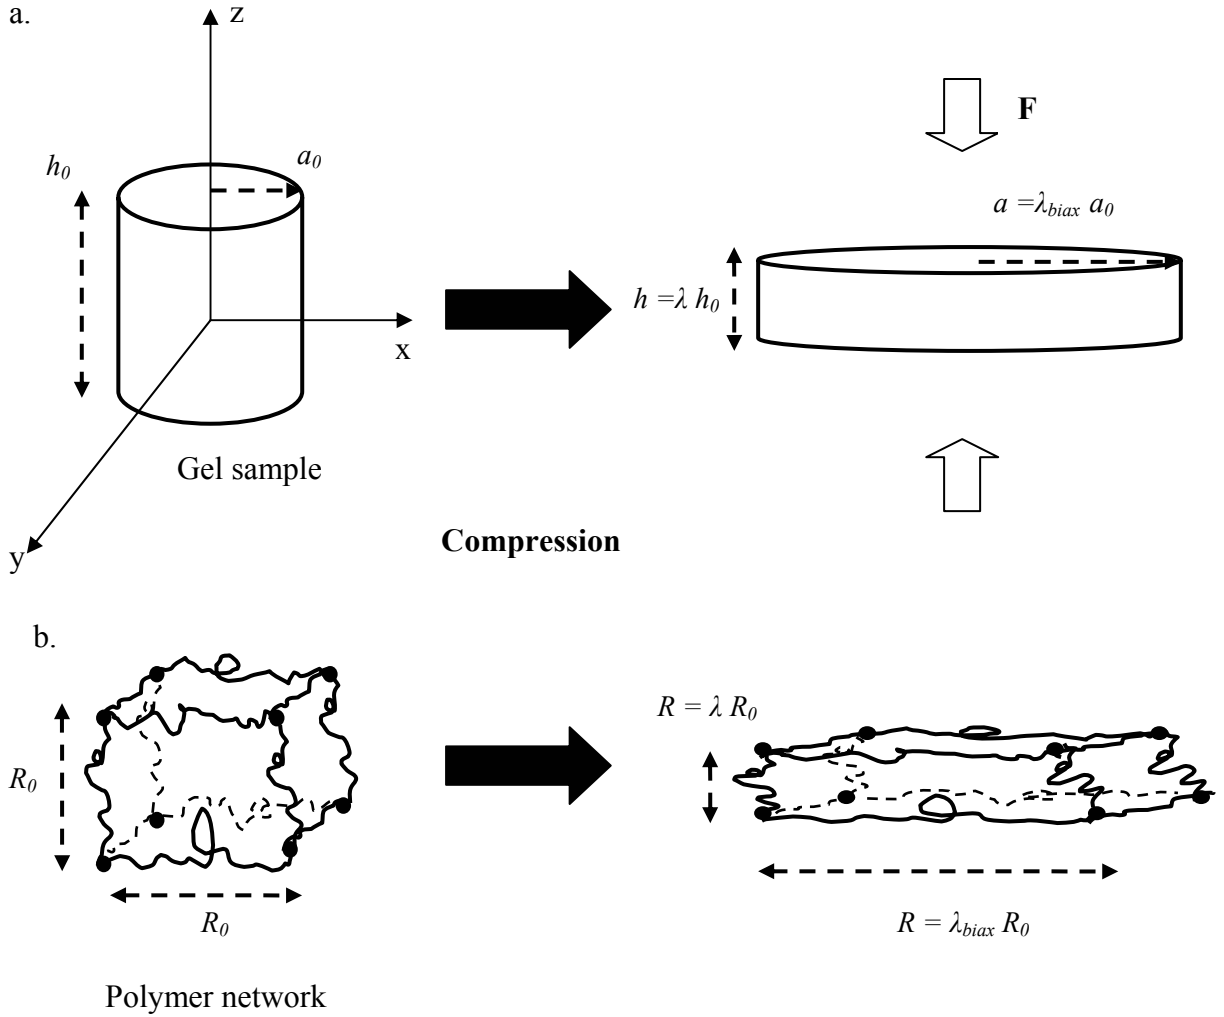 a.
z
h0
a0
x
y
Gel sample
F
a =λbiax a0
h =λ h0
Compression
b.
R0
R0
Polymer network
R = λ R0
R = λbiax R0